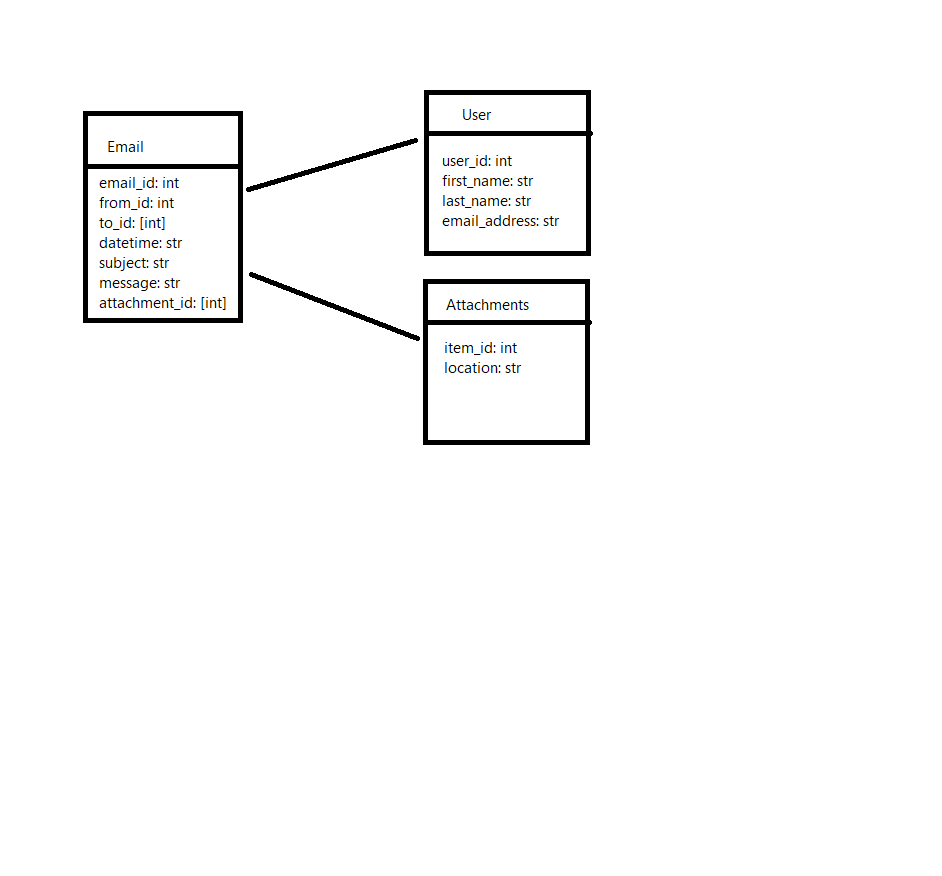 Email
email_id: int
from_id: int
to_id: [int]
datetime: str
subject: str
message: str
attachment_id: [int]
User
user_id: int
first_name: str
last_name: str
email_address: str
Attachments
item_id: int
location: str